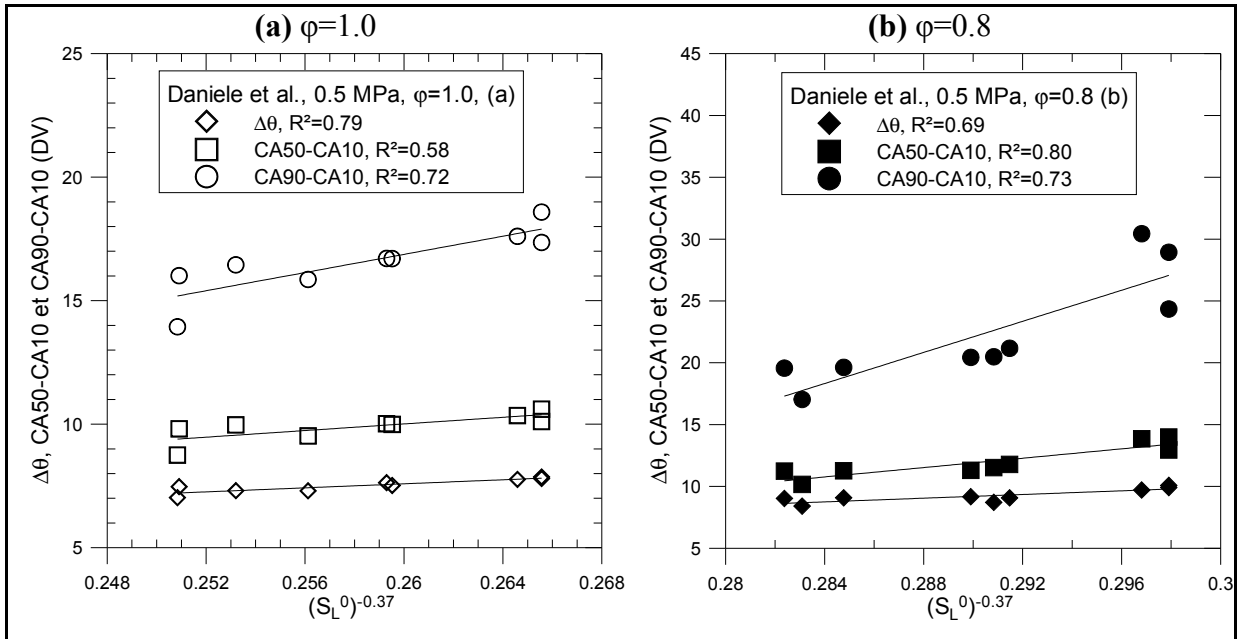 (a) φ=1.0
Δθ, CA50-CA10 et CA90-CA10 (DV)
25
20
15
10
5
Daniele et al., 0.5 MPa, φ=1.0, (a)
Δθ, R²=0.79
CA50-CA10, R²=0.58
CA90-CA10, R²=0.72
0.248
0.252
0.256
0.26
0.264
0.268
(S_L⁰)⁻⁰·³⁷
(b) φ=0.8
Δθ, CA50-CA10 et CA90-CA10 (DV)
45
40
35
30
25
20
15
10
5
Daniele et al., 0.5 MPa, φ=0.8 (b)
Δθ, R²=0.69
CA50-CA10, R²=0.80
CA90-CA10, R²=0.73
0.28
0.284
0.288
0.292
0.296
0.3
(S_L⁰)⁻⁰·³⁷